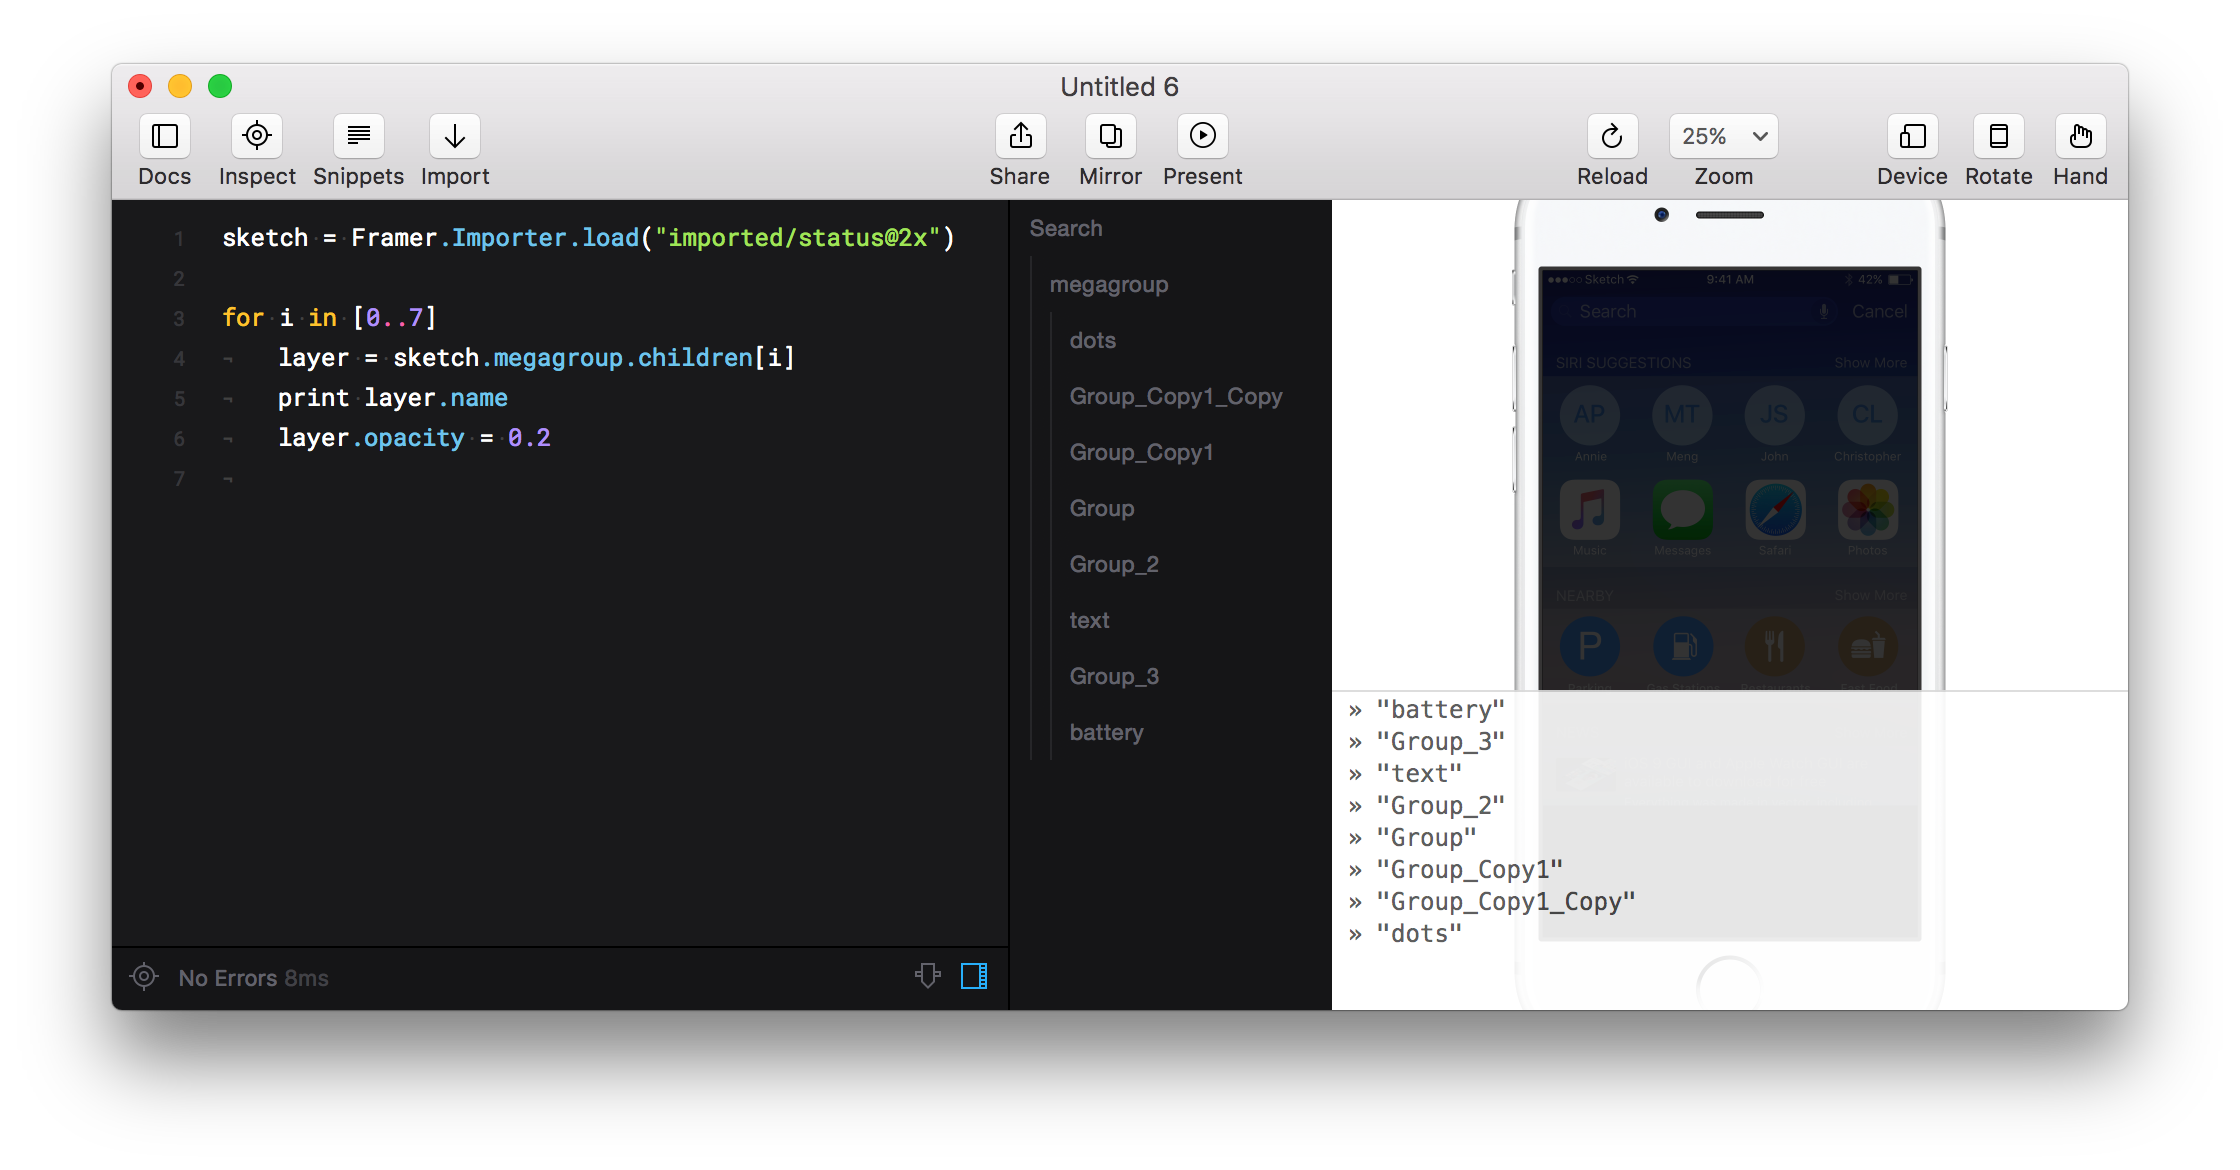 Untitled 6
Docs Inspect Snippets Import Share Mirror Present Reload 25% Zoom Device Rotate Hand
1 sketch = Framer.Importer.load("imported/status@2x")
2
3 for i in [0..7]
4 layer = sketch.megagroup.children[i]
5 print layer.name
6 layer.opacity = 0.2
7
No Errors 8ms
Search
megagroup
dots
Group_Copy1_Copy
Group_Copy1
Group
Group_2
text
Group_3
battery
Sketch 9:41 AM 42%
Search Cancel
SIRI SUGGESTIONS Show More
AP MT JS CL
Annie Meng John Christopher
Music Messages Safari Photos
NEARBY Show More
P
» "battery"
» "Group_3"
» "text"
» "Group_2"
» "Group"
» "Group_Copy1"
» "Group_Copy1_Copy"
» "dots"